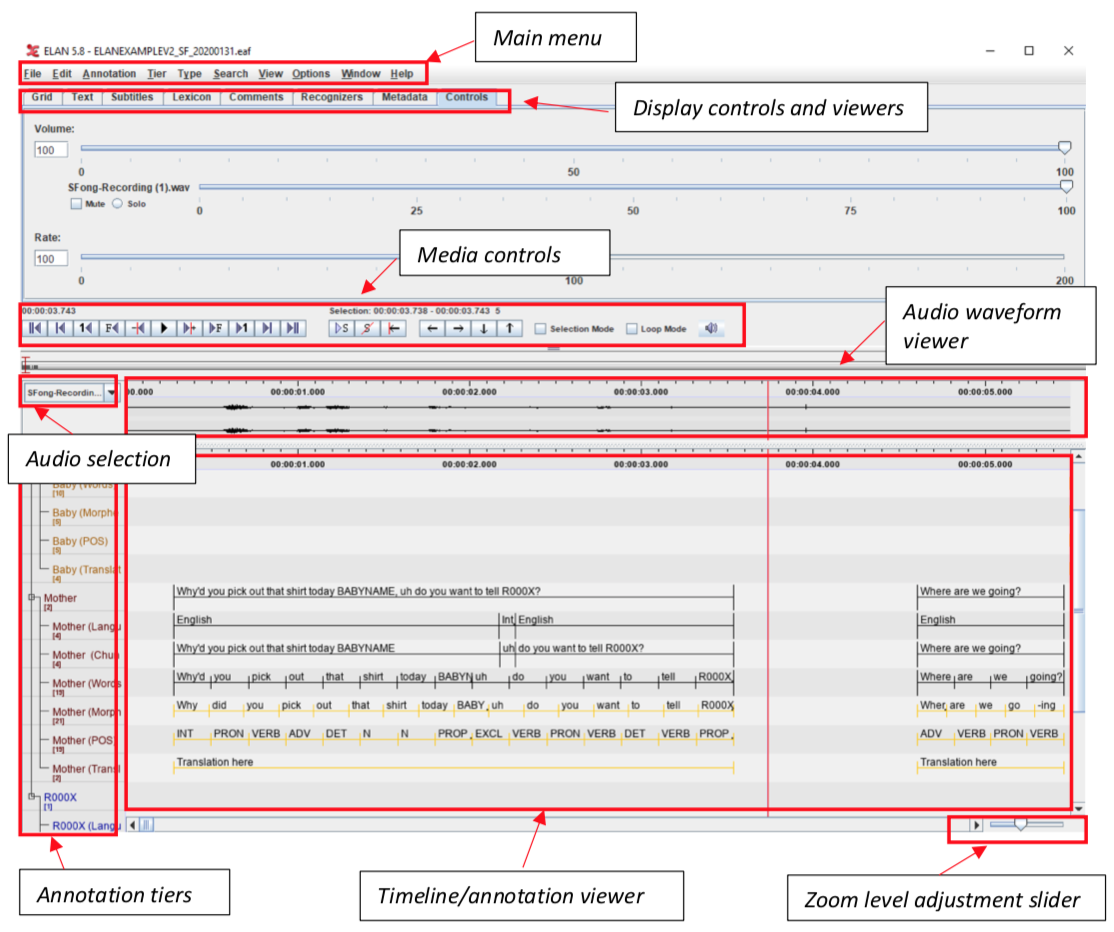 Main menu
ELAN 5.8 - ELANEXAMPLEV2_SF_20200131.eaf
File Edit Annotation Tier Type Search View Options Window Help
Grid Text Subtitles Lexicon Comments Recognizers Metadata Controls
Display controls and viewers
Volume:
100
0 50 100
SFong-Recording (1).wav
Mute Solo
0 25 50 75 100
Rate:
100
0 100 200
Media controls
00:00:03.743
Selection: 00:00:03.738 - 00:00:03.743 5
1 F F 1 S S
Selection Mode Loop Mode
Audio waveform
viewer
SFong-Recordin...
00:00:01.000 00:00:02.000 00:00:03.000 00:00:04.000 00:00:05.000
Audio selection
00:00:01.000 00:00:02.000 00:00:03.000 00:00:04.000 00:00:05.000
Baby (Words
[10]
Baby (Morph
[5]
Baby (POS)
[5]
Baby (Translat
[4]
Mother
[2]
Why'd you pick out that shirt today BABYNAME, uh do you want to tell R000X?
Where are we going?
Mother (Langu
[4]
English Int English
English
Mother (Chun
[4]
Why'd you pick out that shirt today BABYNAME uh do you want to tell R000X?
Where are we going?
Mother (Words
[19]
Why'd you pick out that shirt today BABYN uh do you want to tell R000X
Where are we going?
Mother (Morph
[21]
Why did you pick out that shirt today BABY uh do you want to tell R000X
Wher are we go -ing
Mother (POS)
[19]
INT PRON VERB ADV DET N N PROP EXCL VERB PRON VERB DET VERB PROP
ADV VERB PRON VERB
Mother (Transl
[2]
Translation here
Translation here
R000X
[1]
R000X (Langu
Annotation tiers
Timeline/annotation viewer
Zoom level adjustment slider